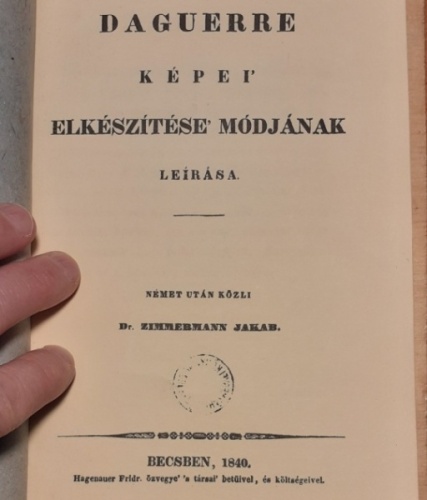 DAGUERRE
KÉPEI'
ELKÉSZÍTÉSE' MÓDJÁNAK
LEÍRÁSA.
NÉMET UTÁN KÖZLI
Dr. ZIMMERMANN JAKAB.
BECSBEN, 1840.
Hagenauer Fridr. özvegye' 's társai' betűivel, és költségeivel.